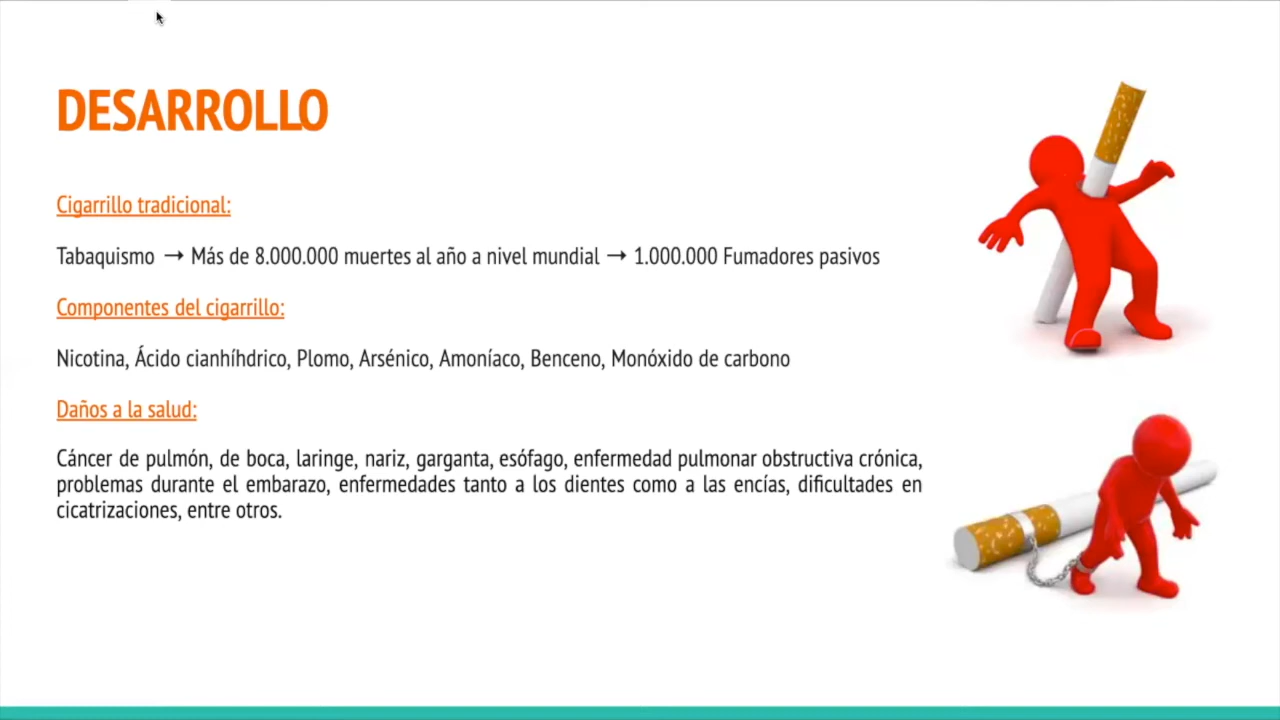 DESARROLLO
Cigarrillo tradicional:
Tabaquismo → Más de 8.000.000 muertes al año a nivel mundial → 1.000.000 Fumadores pasivos
Componentes del cigarrillo:
Nicotina, Ácido cianhíhdrico, Plomo, Arsénico, Amoníaco, Benceno, Monóxido de carbono
Daños a la salud:
Cáncer de pulmón, de boca, laringe, nariz, garganta, esófago, enfermedad pulmonar obstructiva crónica,
problemas durante el embarazo, enfermedades tanto a los dientes como a las encías, dificultades en
cicatrizaciones, entre otros.